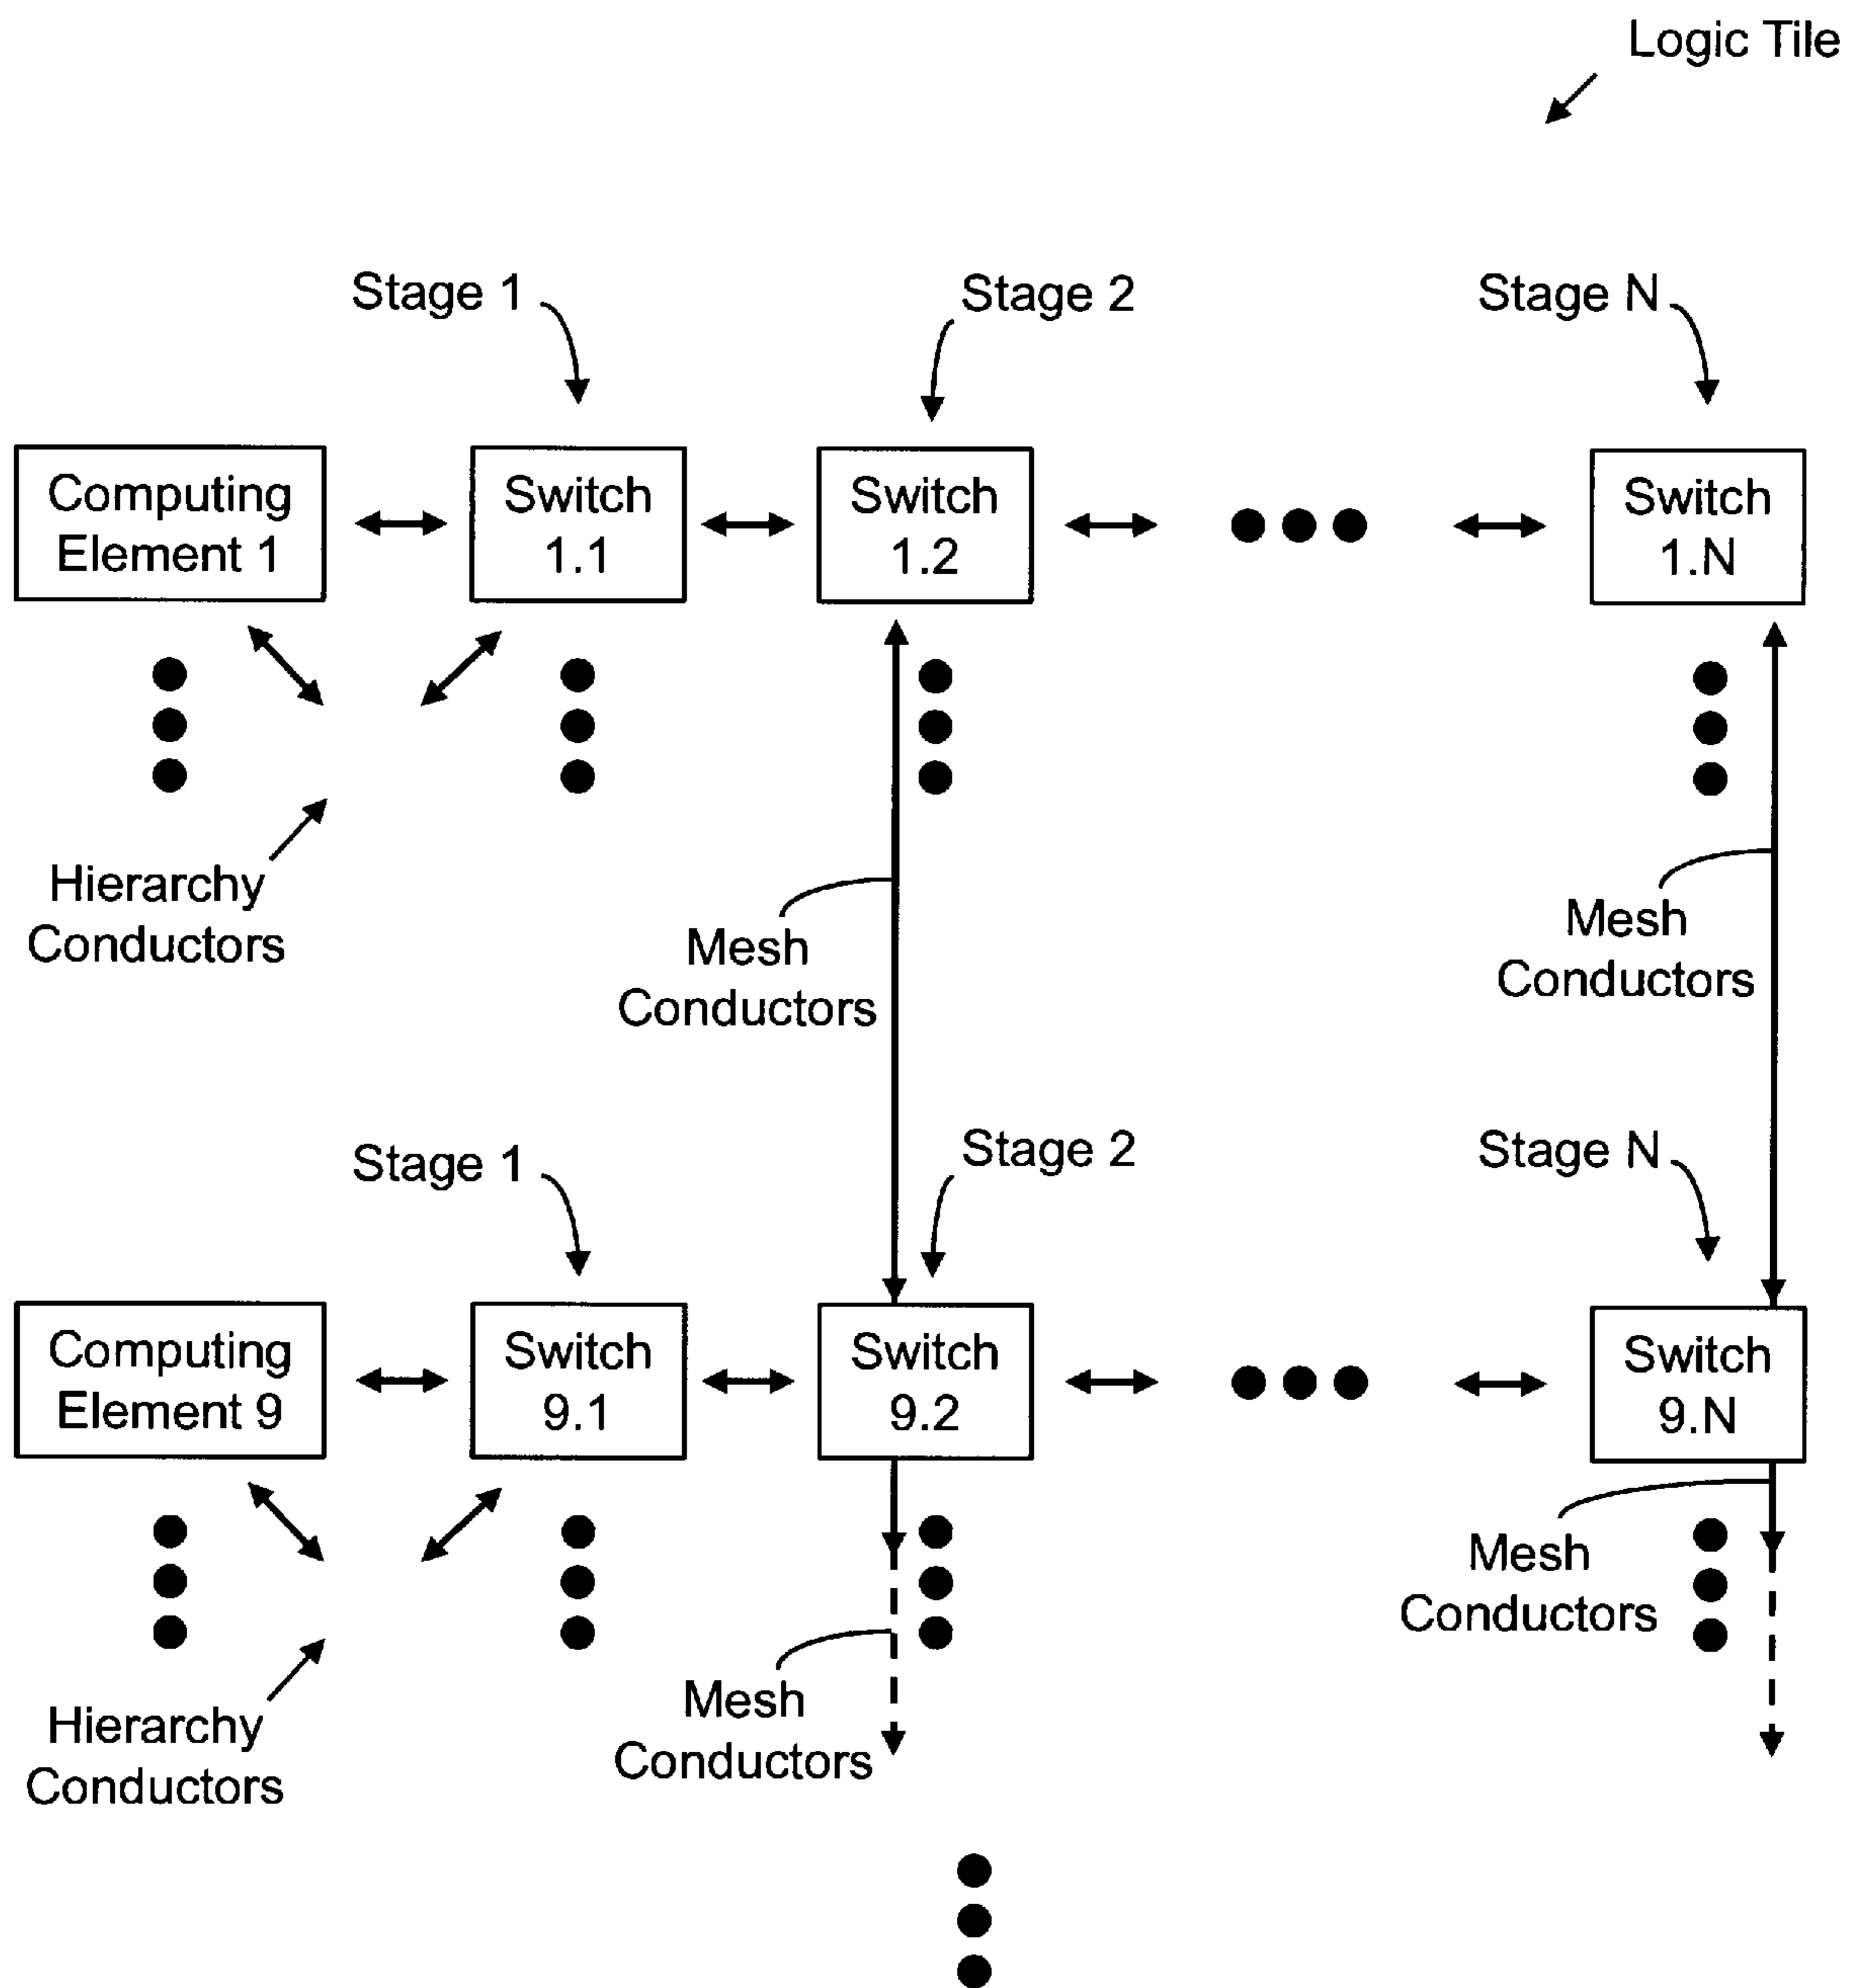 Logic Tile
Stage 1
Stage 2
Stage N
Computing
Element 1
Switch
1.1
Switch
1.2
Switch
1.N
Hierarchy
Conductors
Mesh
Conductors
Mesh
Conductors
Stage 1
Stage 2
Stage N
Computing
Element 9
Switch
9.1
Switch
9.2
Switch
9.N
Hierarchy
Conductors
Mesh
Conductors
Mesh
Conductors